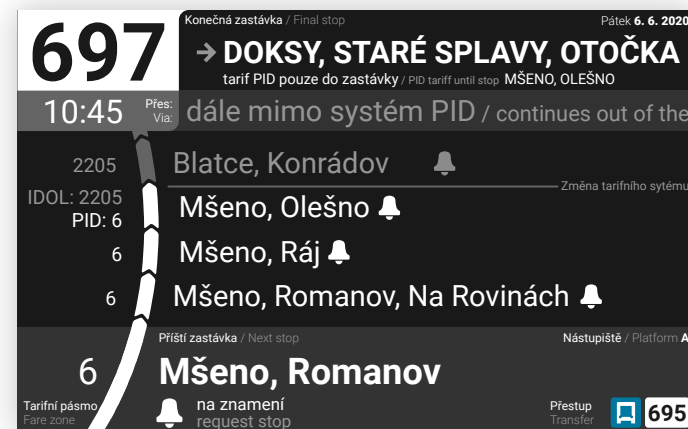 697
Konečná zastávka / Final stop
Pátek 6. 6. 2020
→ DOKSY, STARÉ SPLAVY, OTOČKA
tarif PID pouze do zastávky / PID tariff until stop MŠENO, OLEŠNO
10:45
Přes:
Via:
dále mimo systém PID / continues out of the
2205 Blatce, Konrádov
Změna tarifního sytému
IDOL: 2205
PID: 6
Mšeno, Olešno
6 Mšeno, Ráj
6 Mšeno, Romanov, Na Rovinách
Příští zastávka / Next stop
Nástupiště / Platform A
6 Mšeno, Romanov
Tarifní pásmo
Fare zone
na znamení
request stop
Přestup
Transfer
695